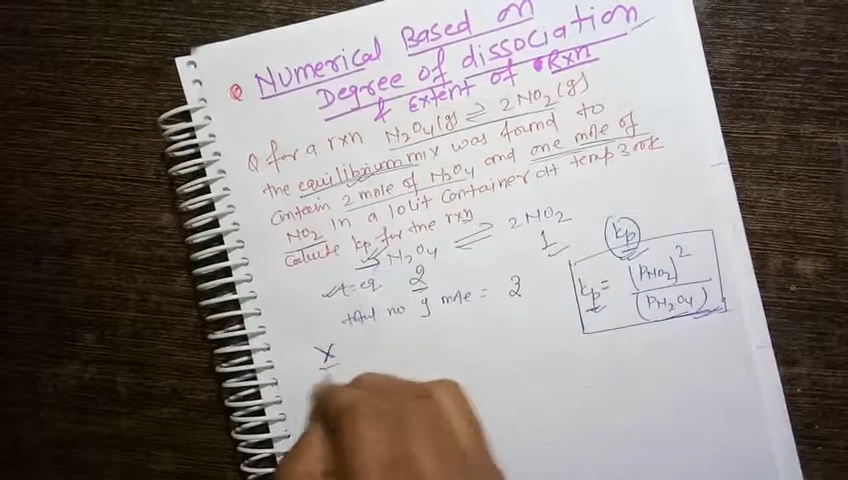 Numerical Based on
Degree of dissociation
& Extent of Rxn
Q for a rxn N₂O₄(g) ⇌ 2NO₂(g)
the equilibrium mix was found to
Contain 2 mole of N₂O₄ and one mole of
NO₂ In a 10lit Container at temp 300K
Calculate Kp for the rxn
N₂O₄ ⇌ 2NO₂
t=eq 2 1
total no of mole = 3
Kp
Kp = (PNO₂)² / (PN₂O₄)
X